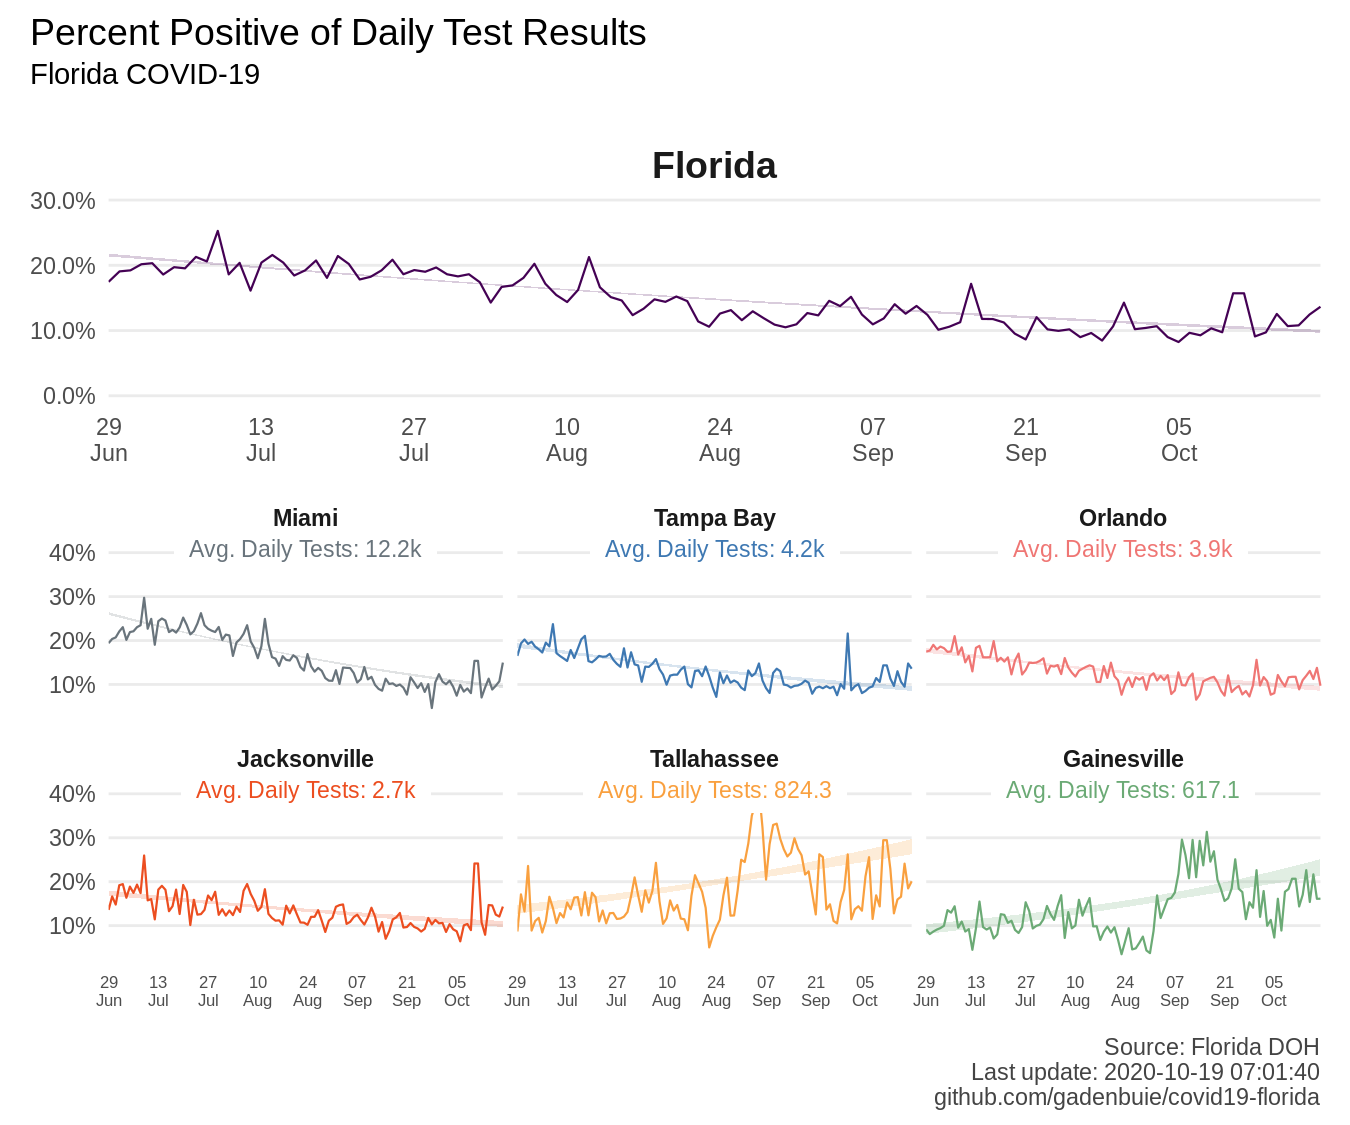 Percent Positive of Daily Test Results
Florida COVID-19
Florida
30.0%
20.0%
10.0%
0.0%
29 13 27 10 24 07 21 05
Jun Jul Jul Aug Aug Sep Sep Oct
Miami Tampa Bay Orlando
Avg. Daily Tests: 12.2k Avg. Daily Tests: 4.2k Avg. Daily Tests: 3.9k
40%
30%
20%
10%
Jacksonville Tallahassee Gainesville
Avg. Daily Tests: 2.7k Avg. Daily Tests: 824.3 Avg. Daily Tests: 617.1
40%
30%
20%
10%
29 13 27 10 24 07 21 05 29 13 27 10 24 07 21 05 29 13 27 10 24 07 21 05
Jun Jul Jul Aug Aug Sep Sep Oct Jun Jul Jul Aug Aug Sep Sep Oct Jun Jul Jul Aug Aug Sep Sep Oct
Source: Florida DOH
Last update: 2020-10-19 07:01:40
github.com/gadenbuie/covid19-florida